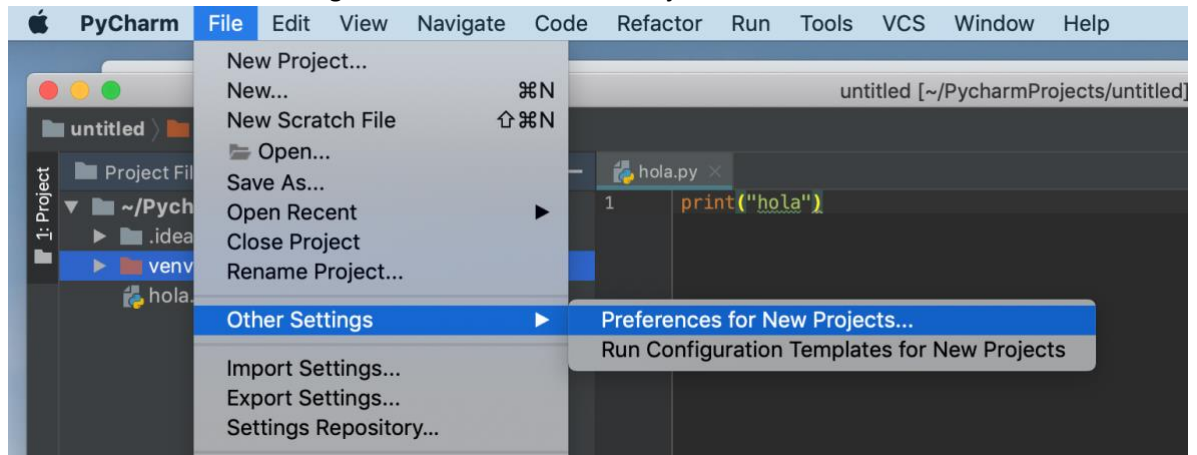 PyCharm File Edit View Navigate Code Refactor Run Tools VCS Window Help
New Project...
New... ⌘N
New Scratch File ⇧⌘N
Open...
Save As...
Open Recent
Close Project
Rename Project...
Other Settings
Import Settings...
Export Settings...
Settings Repository...
Preferences for New Projects...
Run Configuration Templates for New Projects
untitled [~/PycharmProjects/untitled]
untitled
1: Project
Project Fil
~/Pych
.idea
venv
hola.
hola.py
1 print("hola")